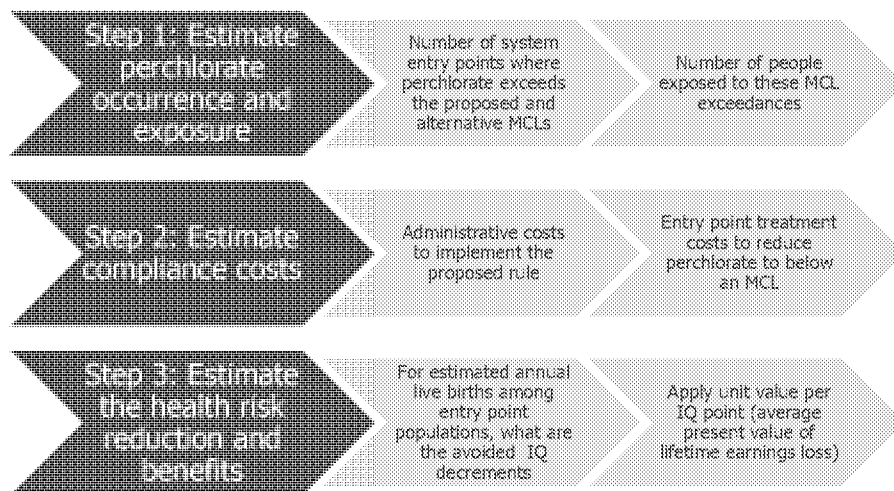 Step 1: Estimate
perchlorate
occurrence and
exposure
Number of system
entry points where
perchlorate exceeds
the proposed and
alternative MCLs
Number of people
exposed to these MCL
exceedances
Step 2: Estimate
compliance costs
Administrative costs
to implement the
proposed rule
Entry point treatment
costs to reduce
perchlorate to below
an MCL
Step 3: Estimate
the health risk
reduction and
benefits
For estimated annual
live births among
entry point
populations, what are
the avoided IQ
decrements
Apply unit value per
IQ point (average
present value of
lifetime earnings loss)